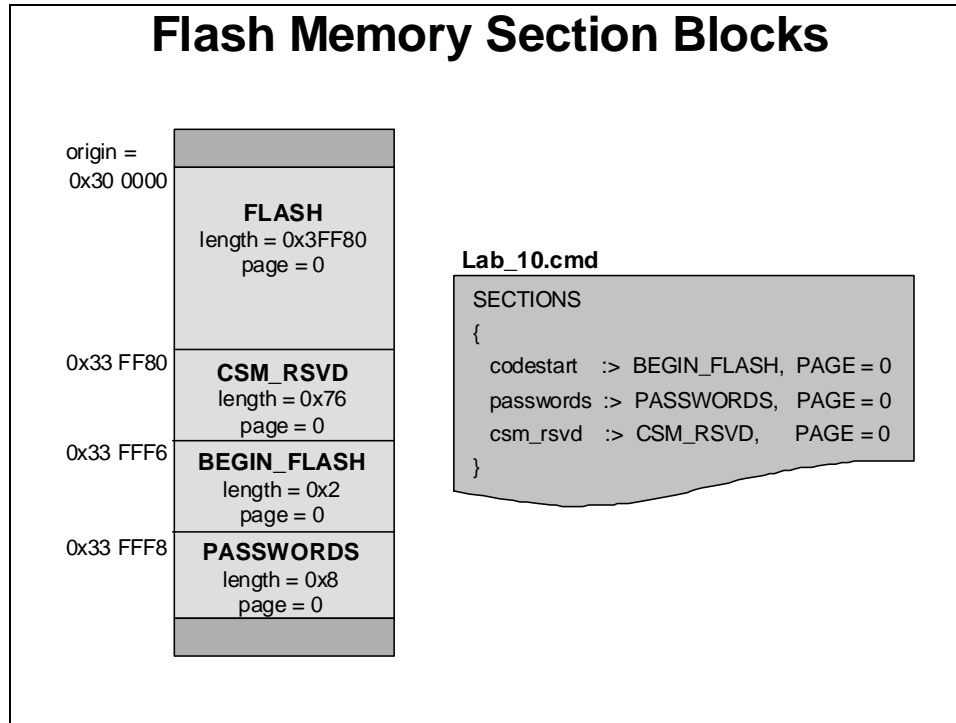 Flash Memory Section Blocks
origin =
0x30 0000
FLASH
length = 0x3FF80
page = 0
0x33 FF80
CSM_RSVD
length = 0x76
page = 0
0x33 FFF6
BEGIN_FLASH
length = 0x2
page = 0
0x33 FFF8
PASSWORDS
length = 0x8
page = 0
Lab_10.cmd
SECTIONS
{
codestart :> BEGIN_FLASH, PAGE = 0
passwords :> PASSWORDS, PAGE = 0
csm_rsvd :> CSM_RSVD, PAGE = 0
}